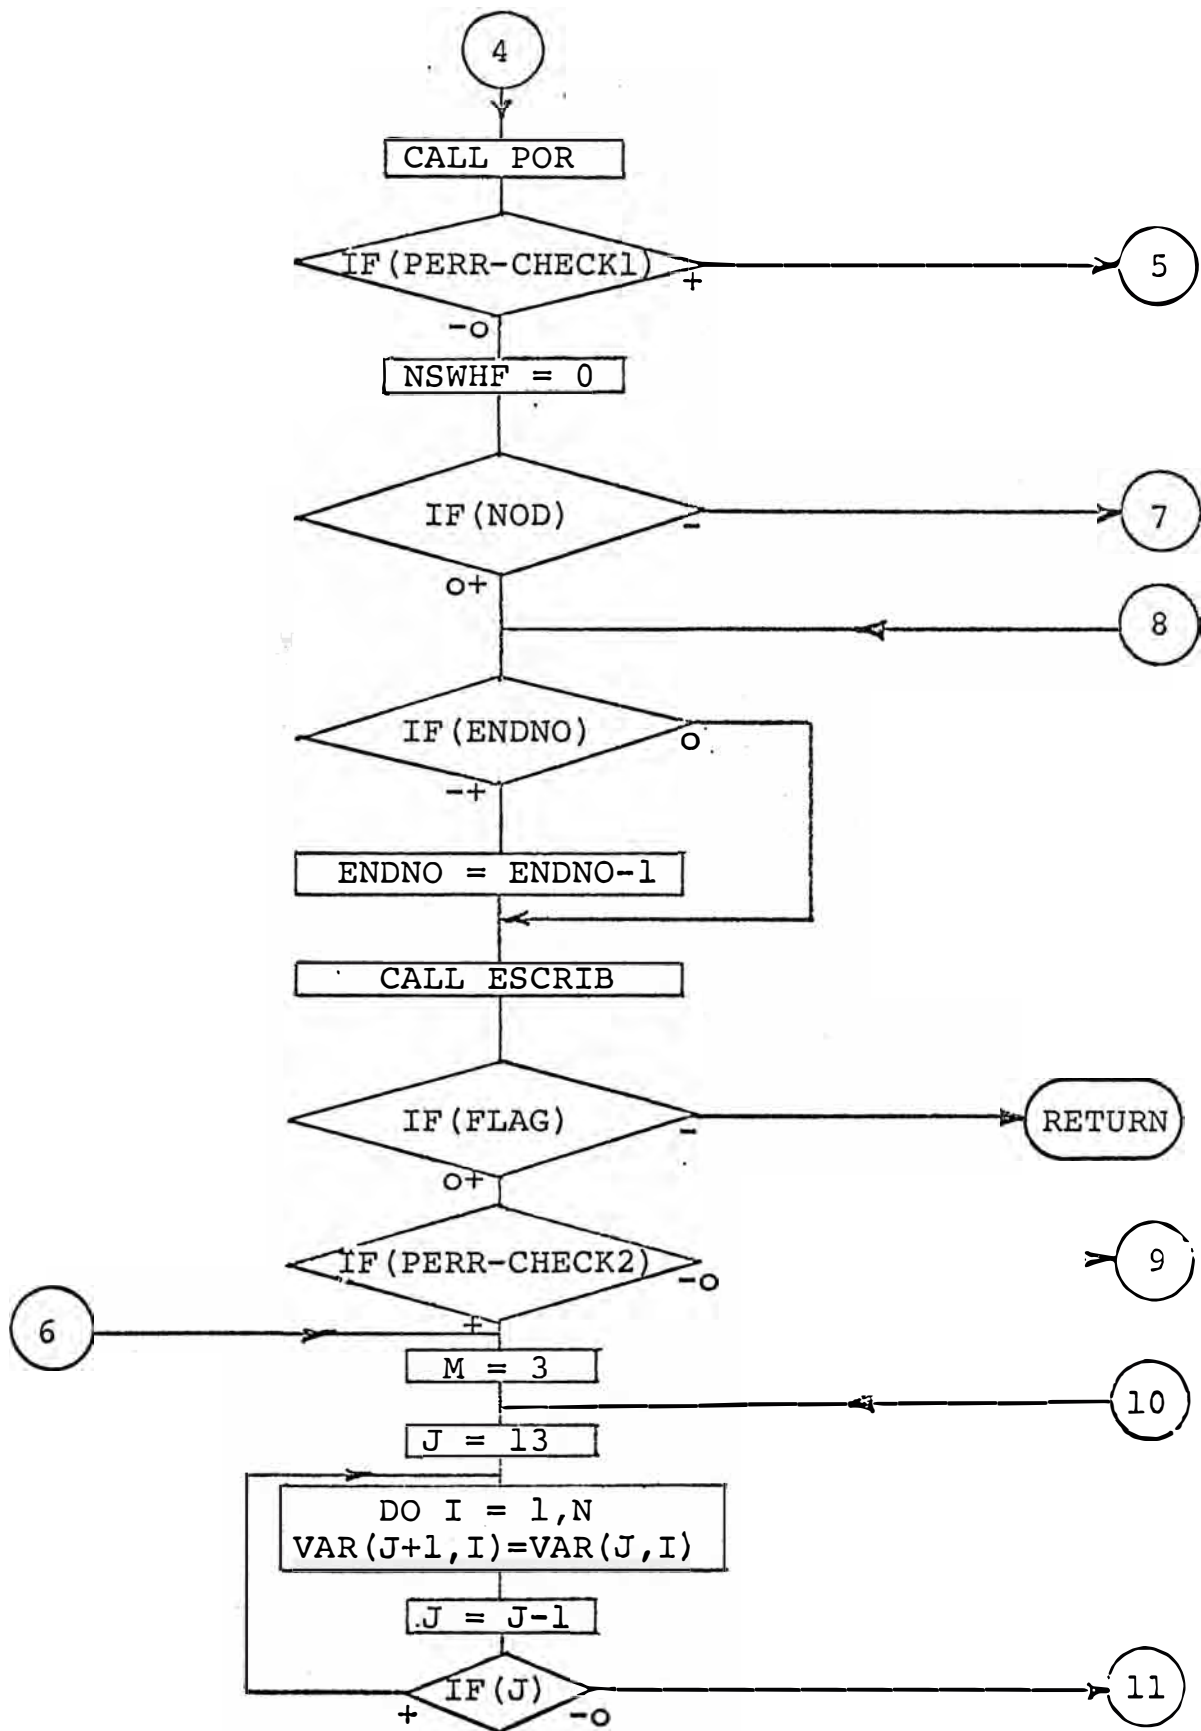 4
CALL POR
IF(PERR-CHECK1)
+
5
-o
NSWHF = 0
IF(NOD)
-
7
o+
8
IF(ENDNO)
o
-+
ENDNO = ENDNO-1
CALL ESCRIB
IF(FLAG)
-
RETURN
o+
IF(PERR-CHECK2)
-o
9
6
+
M = 3
10
J = 13
DO I = 1,N
VAR(J+1,I)=VAR(J,I)
J = J-1
IF(J)
+
-o
11